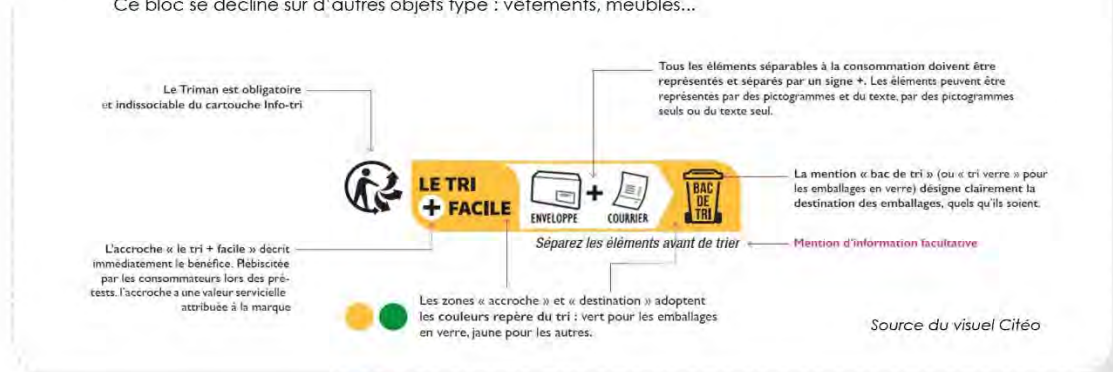 Ce bloc se décline sur d'autres objets type : vêtements, meubles...
Le Triman est obligatoire
et indissociable du cartouche Info-tri
Tous les éléments séparables à la consommation doivent être
représentés et séparés par un signe +. Les éléments peuvent être
représentés par des pictogrammes et du texte, par des pictogrammes
seuls ou du texte seul.
LE TRI
+ FACILE
ENVELOPPE
+
COURRIER
BAC
DE
TRI
Séparez les éléments avant de trier
La mention « bac de tri » (ou « tri verre » pour
les emballages en verre) désigne clairement la
destination des emballages, quels qu'ils soient.
Mention d'information facultative
L'accroche « le tri + facile » décrit
immédiatement le bénéfice. Plébiscitée
par les consommateurs lors des pré-
tests, l'accroche a une valeur servicielle
attribuée à la marque
Les zones « accroche » et « destination » adoptent
les couleurs repère du tri : vert pour les emballages
en verre, jaune pour les autres.
Source du visuel Citéo